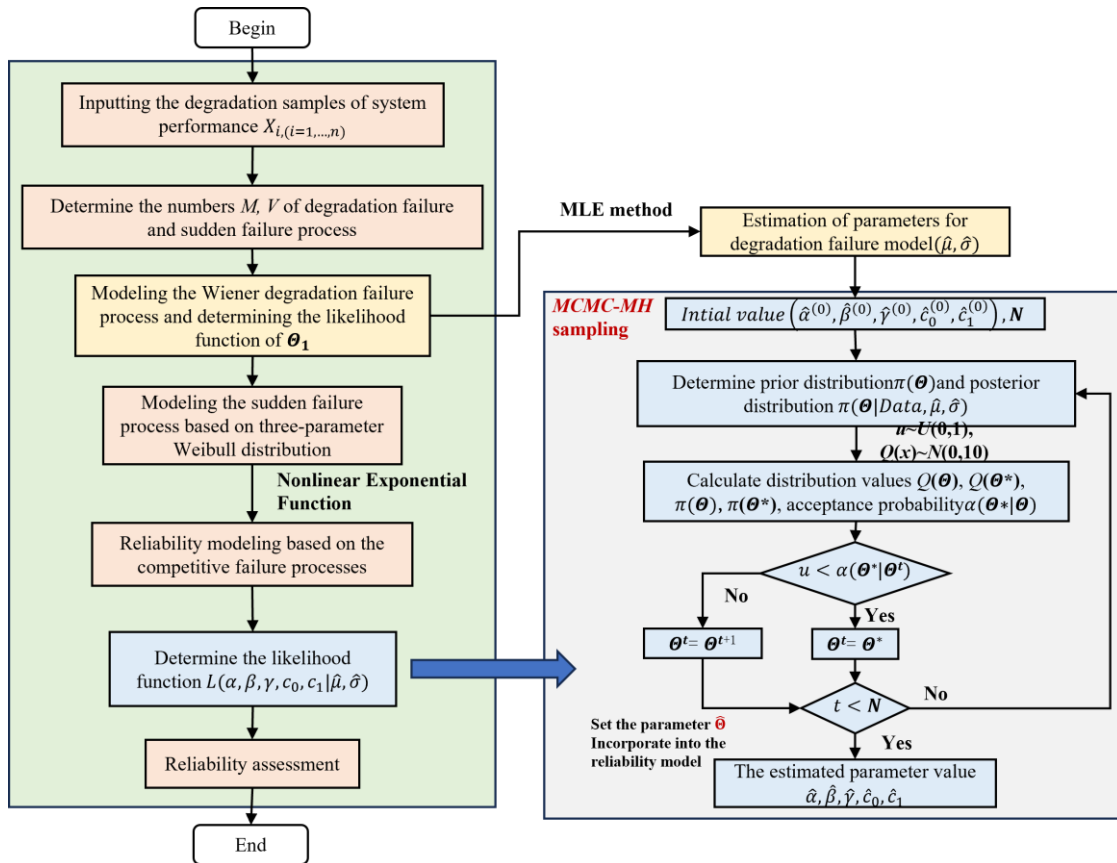 Begin
Inputting the degradation samples of system
performance X_{i,(i=1,…,n)}
Determine the numbers M, V of degradation failure
and sudden failure process
Modeling the Wiener degradation failure
process and determining the likelihood
function of Θ₁
Modeling the sudden failure
process based on three-parameter
Weibull distribution
Nonlinear Exponential
Function
Reliability modeling based on the
competitive failure processes
Determine the likelihood
function L(α, β, γ, c₀, c₁|μ̂, σ̂)
Reliability assessment
End
MLE method
Estimation of parameters for
degradation failure model(μ̂, σ̂)
MCMC-MH
sampling
Intial value (α̂⁽⁰⁾, β̂⁽⁰⁾, γ̂⁽⁰⁾, ĉ₀⁽⁰⁾, ĉ₁⁽⁰⁾), N
Determine prior distributionπ(Θ)and posterior
distribution π(Θ|Data, μ̂, σ̂)
u~U(0,1),
Q(x)~N(0,10)
Calculate distribution values Q(Θ), Q(Θ*),
π(Θ), π(Θ*), acceptance probabilityα(Θ*|Θ)
u < α(Θ*|Θᵗ)
No
Yes
Θᵗ= Θᵗ⁺¹
Θᵗ= Θ*
t < N
No
Yes
Set the parameter Θ̂
Incorporate into the
reliability model
The estimated parameter value
α̂, β̂, γ̂, ĉ₀, ĉ₁